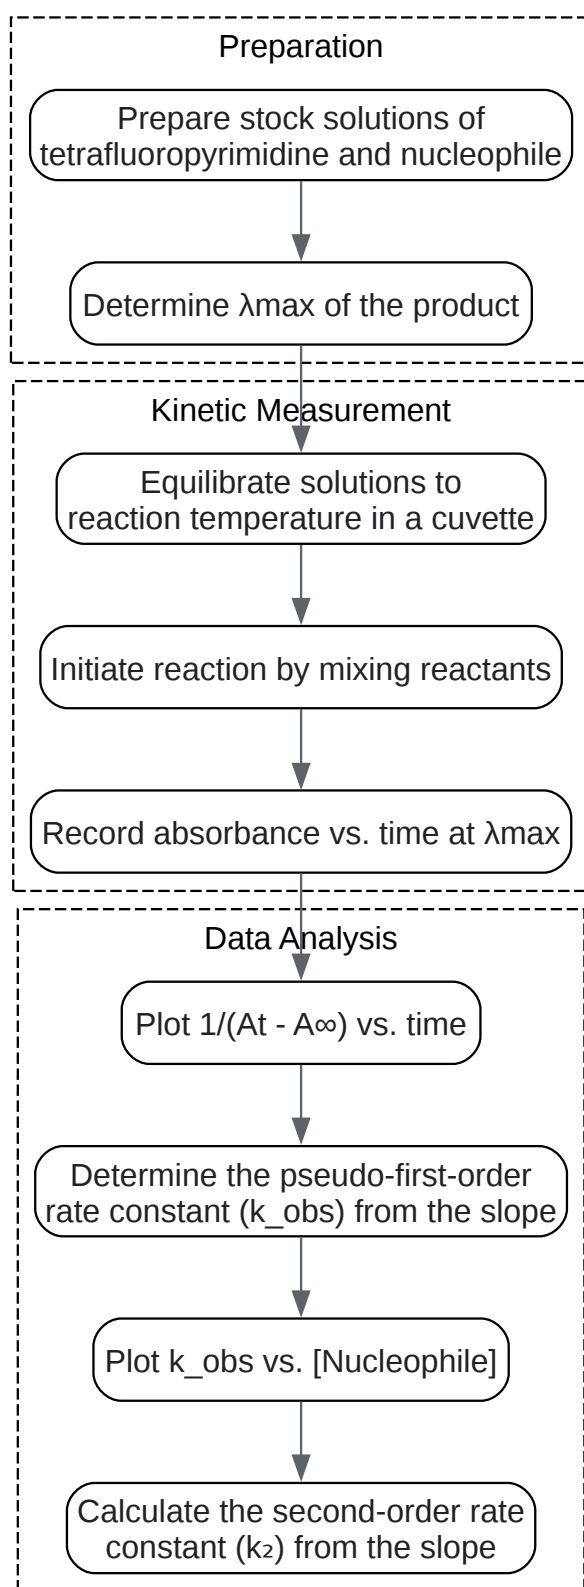 Preparation
Prepare stock solutions of
tetrafluoropyrimidine and nucleophile
Determine λmax of the product
Kinetic Measurement
Equilibrate solutions to
reaction temperature in a cuvette
Initiate reaction by mixing reactants
Record absorbance vs. time at λmax
Data Analysis
Plot 1/(At - A∞) vs. time
Determine the pseudo-first-order
rate constant (k_obs) from the slope
Plot k_obs vs. [Nucleophile]
Calculate the second-order rate
constant (k₂) from the slope